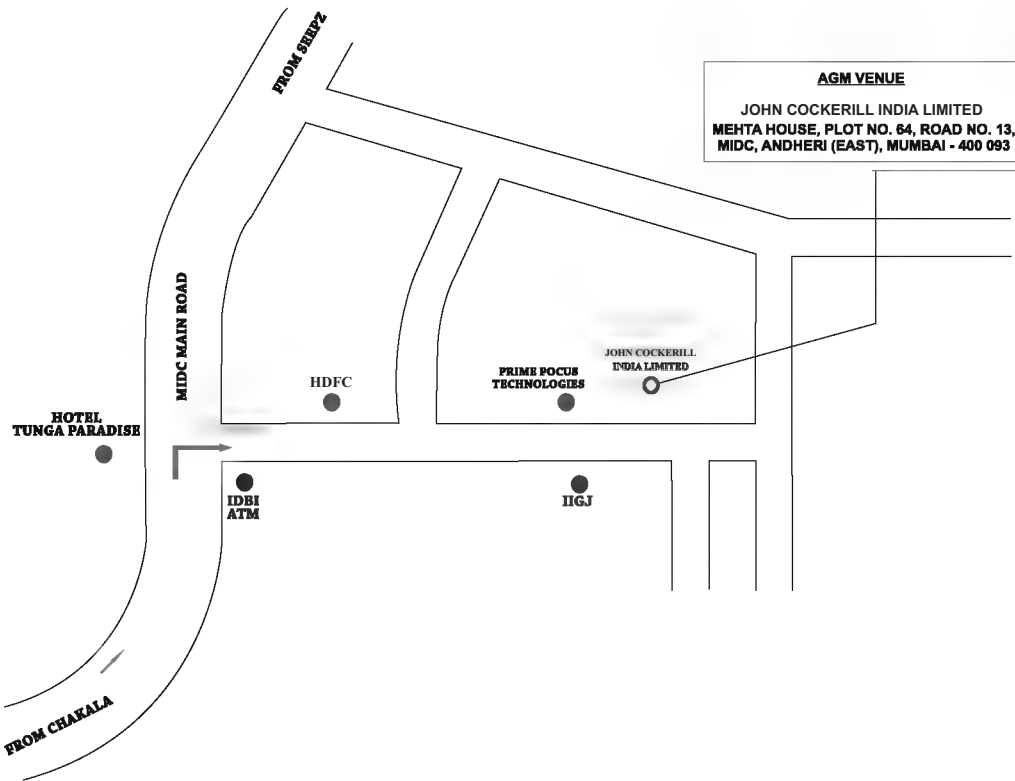 FROM SEEPZ
AGM VENUE
JOHN COCKERILL INDIA LIMITED
MEHTA HOUSE, PLOT NO. 64, ROAD NO. 13,
MIDC, ANDHERI (EAST), MUMBAI - 400 093
MIDC MAIN ROAD
JOHN COCKERILL
INDIA LIMITED
PRIME POCUS
TECHNOLOGIES
HDFC
HOTEL
TUNGA PARADISE
IDBI
ATM
IIGJ
FROM CHAKALA